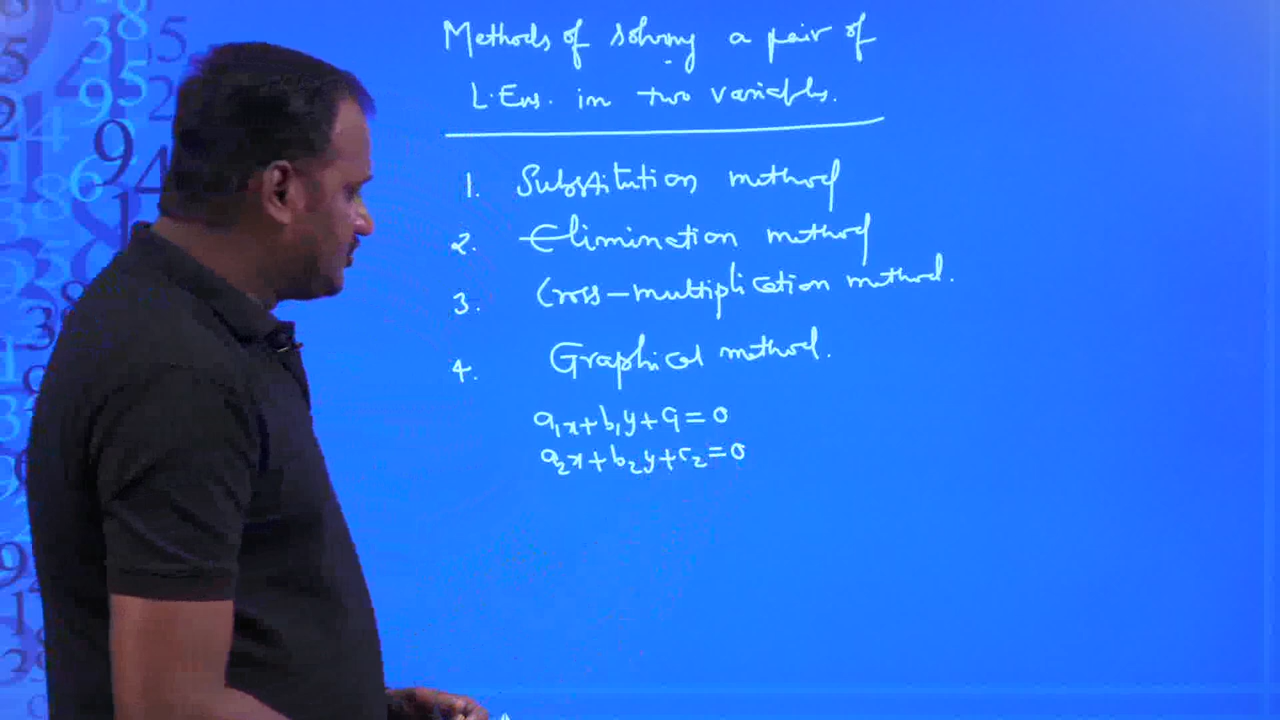 Methods of solving a pair of
L.Eqns. in two variables.
1. Substitution method
2. Elimination method
3. Cross-multiplication method.
4. Graphical method.
a₁x+b₁y+c₁=0
a₂x+b₂y+c₂=0